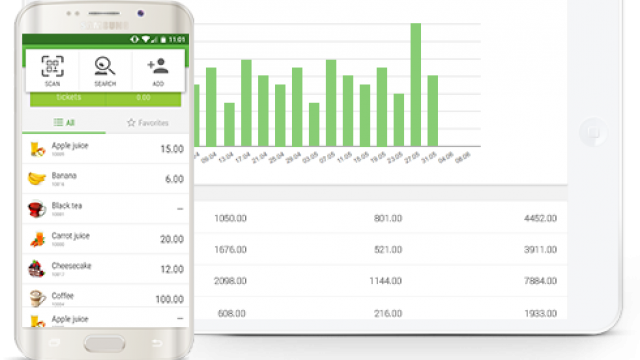 SAMSUNG
11:01
SCAN SEARCH ADD
tickets 0.00
All Favorites
Apple juice 15.00
Banana 6.00
Black tea –
Carrot juice 20.00
Cheesecake 12.00
Coffee 100.00
Apple juice –
09.04 13.04 17.04 21.04 25.04 29.04 03.05 07.05 11.05 15.05 19.05 23.05 27.05 31.05 04.06 08.06
1050.00 801.00 4452.00
1676.00 521.00 3911.00
2098.00 1144.00 7884.00
608.00 216.00 1933.00